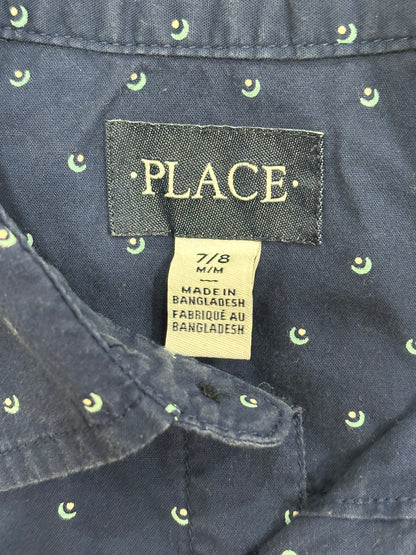 ·PLACE·
7/8
M/M
MADE IN
BANGLADESH
FABRIQUÉ AU
BANGLADESH